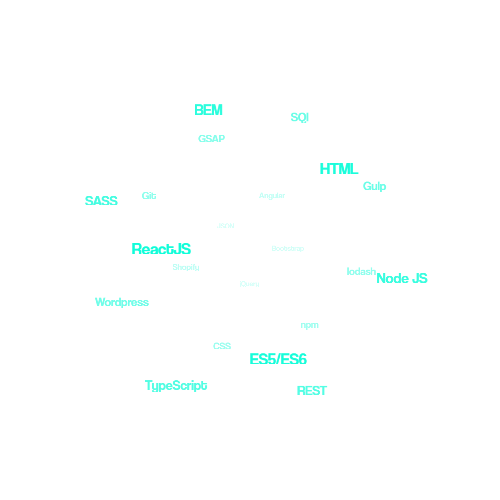 BEM
SQl
GSAP
HTML
Gulp
Git
Angular
SASS
JSON
ReactJS
Bootstrap
Shopify
lodash
Node JS
Wordpress
npm
CSS
ES5/ES6
TypeScript
REST